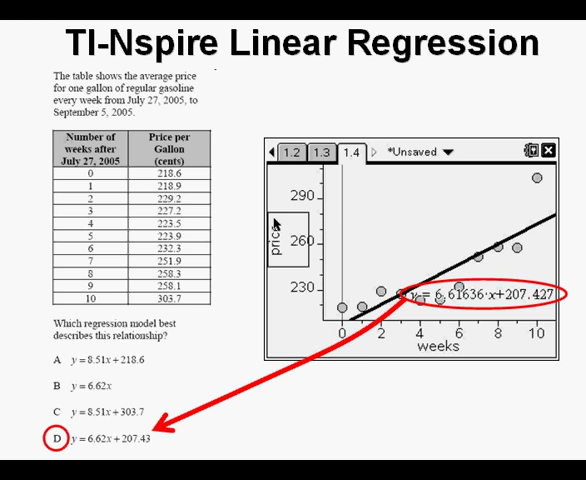 TI-Nspire Linear Regression
The table shows the average price
for one gallon of regular gasoline
every week from July 27, 2005, to
September 5, 2005.
Number of weeks after July 27, 2005 Price per Gallon (cents)
0 218.6
1 218.9
2 229.2
3 227.2
4 223.5
5 223.9
6 232.3
7 251.9
8 258.3
9 258.1
10 303.7
Which regression model best
describes this relationship?
A y = 8.51x + 218.6
B y = 6.62x
C y = 8.51x + 303.7
D y = 6.62x + 207.43
1.2 1.3 1.4 *Unsaved
290
260
230
price
y = 6.61636·x+207.427
0 2 4 6 8 10
weeks